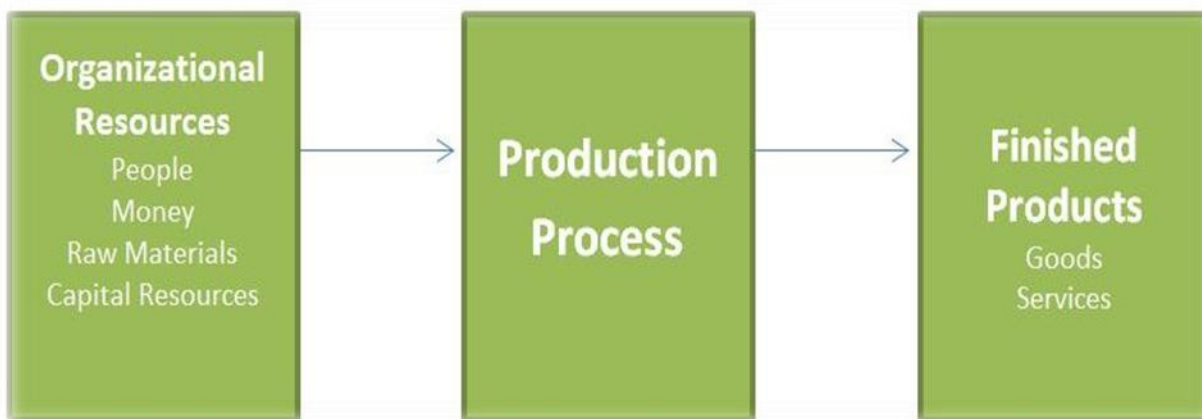 Organizational
Resources
People
Money
Raw Materials
Capital Resources
Production
Process
Finished
Products
Goods
Services